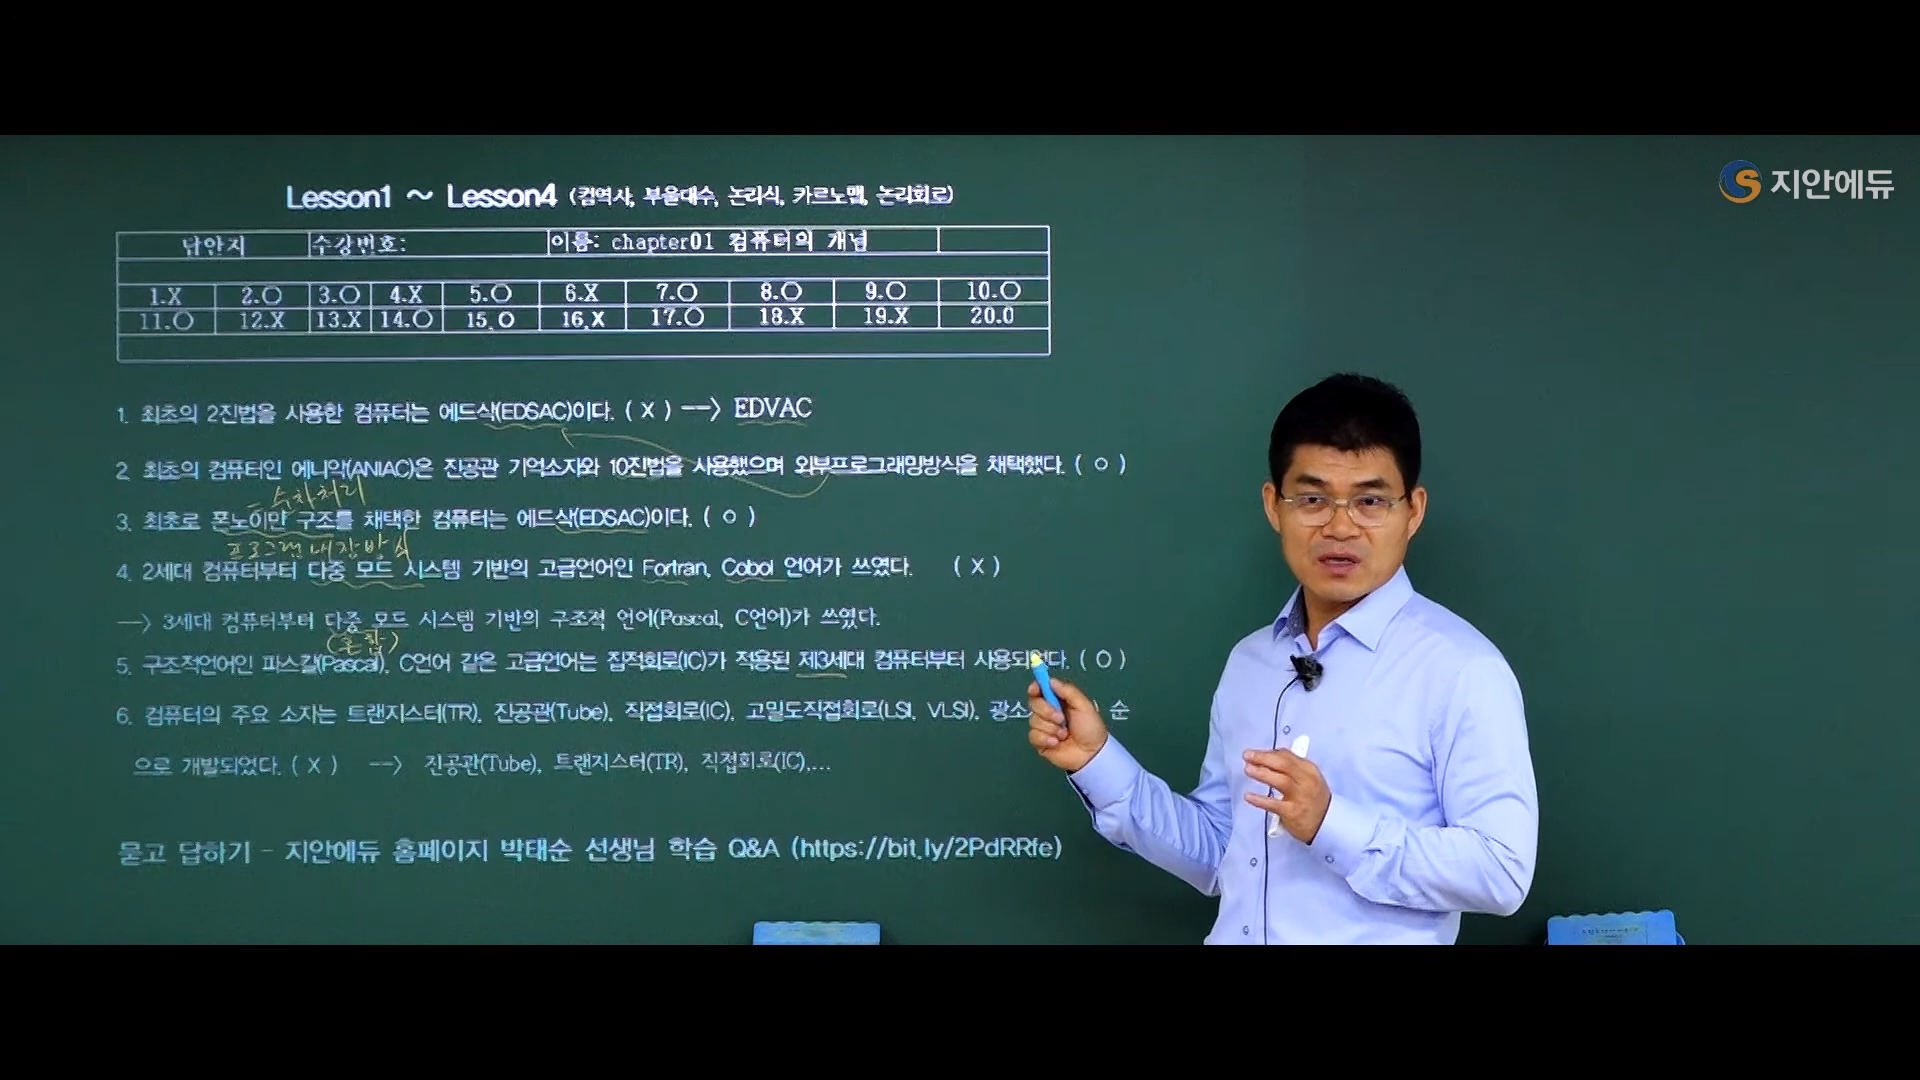 지안에듀
Lesson1 ~ Lesson4 (컴역사, 부울대수, 논리식, 카르노맵, 논리회로)
답안지 수강번호: 이름: chapter01 컴퓨터의 개념
1.X 2.O 3.O 4.X 5.O 6.X 7.O 8.O 9.O 10.O
11.O 12.X 13.X 14.O 15.O 16.X 17.O 18.X 19.X 20.O
1. 최초의 2진법을 사용한 컴퓨터는 에드삭(EDSAC)이다. ( X ) --> EDVAC
2. 최초의 컴퓨터인 에니악(ANIAC)은 진공관 기억소자와 10진법을 사용했으며 외부프로그래밍방식을 채택했다. ( ㅇ )
- 수차처리
3. 최초로 폰노이만 구조를 채택한 컴퓨터는 에드삭(EDSAC)이다. ( ㅇ )
프로그램내장방식
4. 2세대 컴퓨터부터 다중 모드 시스템 기반의 고급언어인 Fortran, Cobol 언어가 쓰였다. ( X )
--> 3세대 컴퓨터부터 다중 모드 시스템 기반의 구조적 언어(Pascal, C언어)가 쓰였다.
(혼합)
5. 구조적언어인 파스칼(Pascal), C언어 같은 고급언어는 집적회로(IC)가 적용된 제3세대 컴퓨터부터 사용되었다. ( O )
6. 컴퓨터의 주요 소자는 트랜지스터(TR), 진공관(Tube), 직접회로(IC), 고밀도직접회로(LSI, VLSI), 광소 ) 순
으로 개발되었다. ( X ) --> 진공관(Tube), 트랜지스터(TR), 직접회로(IC),...
묻고 답하기 - 지안에듀 홈페이지 박태순 선생님 학습 Q&A (https://bit.ly/2PdRRfe)